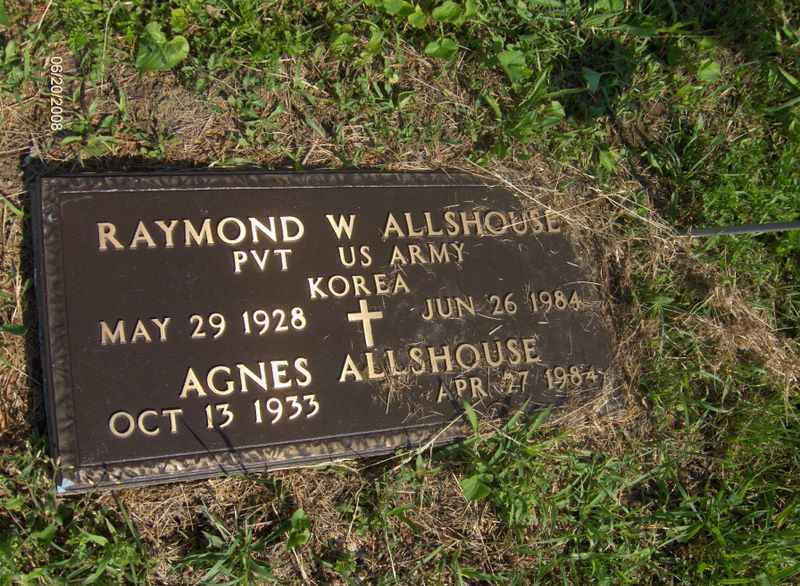 08/20/2008
RAYMOND W ALLSHOUSE
PVT US ARMY
KOREA
MAY 29 1928 JUN 26 1984
AGNES ALLSHOUSE
OCT 13 1933 APR 27 1984